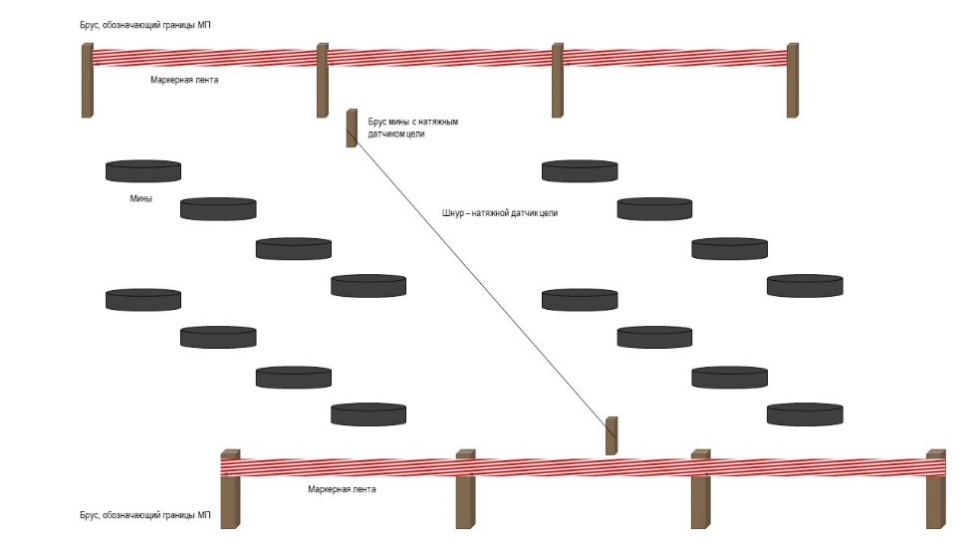 Брус, обозначающий границы МП
Маркерная лента
Брус мины с натяжным
датчиком цели
Мины
Шнур – натяжной датчик цели
Маркерная лента
Брус, обозначающий границы МП